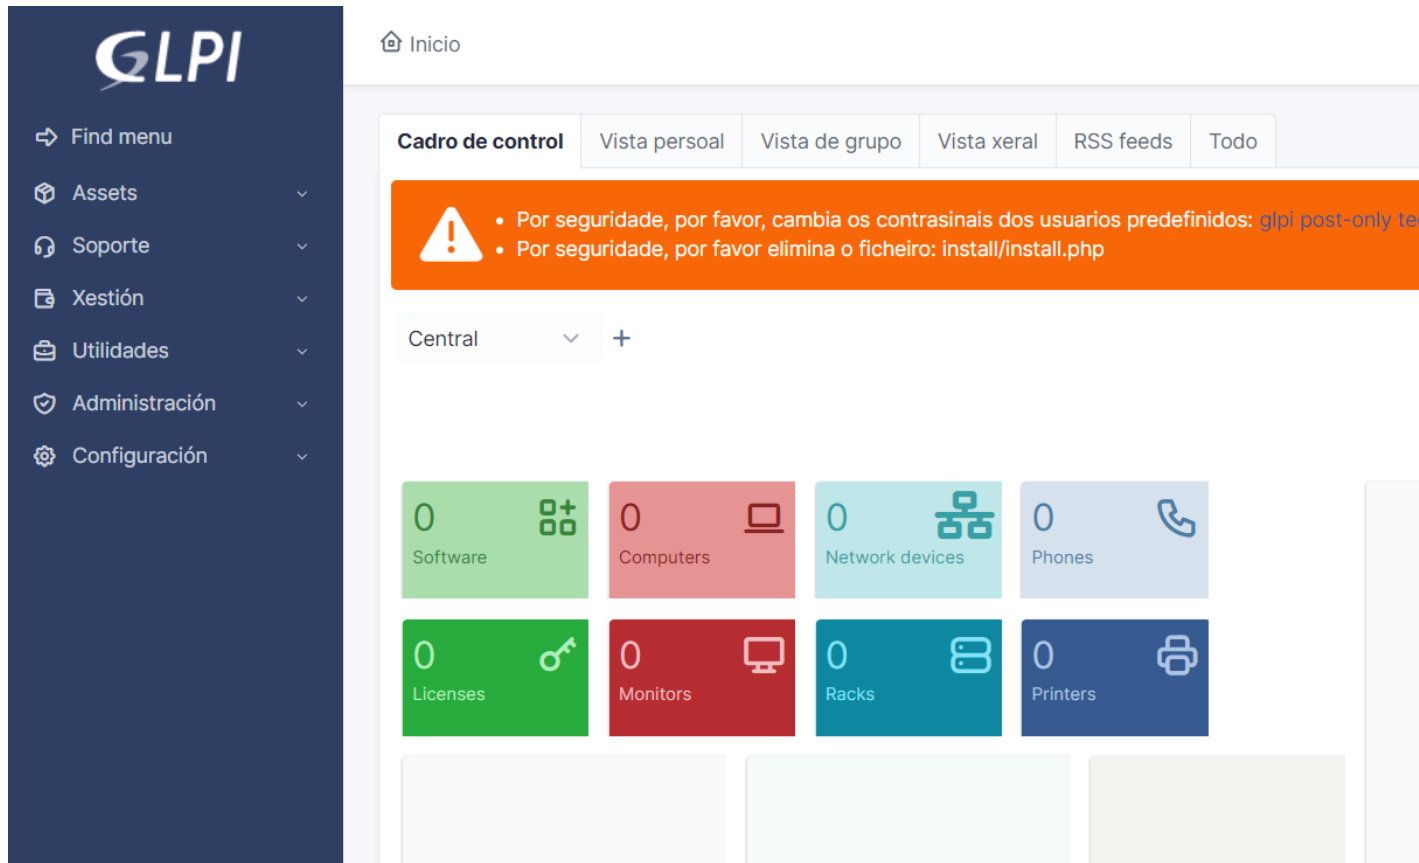 GLPI
Find menu
Assets
Soporte
Xestión
Utilidades
Administración
Configuración
Inicio
Cadro de control
Vista persoal
Vista de grupo
Vista xeral
RSS feeds
Todo
Por seguridade, por favor, cambia os contrasinais dos usuarios predefinidos: glpi post-only
Por seguridade, por favor elimina o ficheiro: install/install.php
Central
0
Software
0
Computers
0
Network devices
0
Phones
0
Licenses
0
Monitors
0
Racks
0
Printers